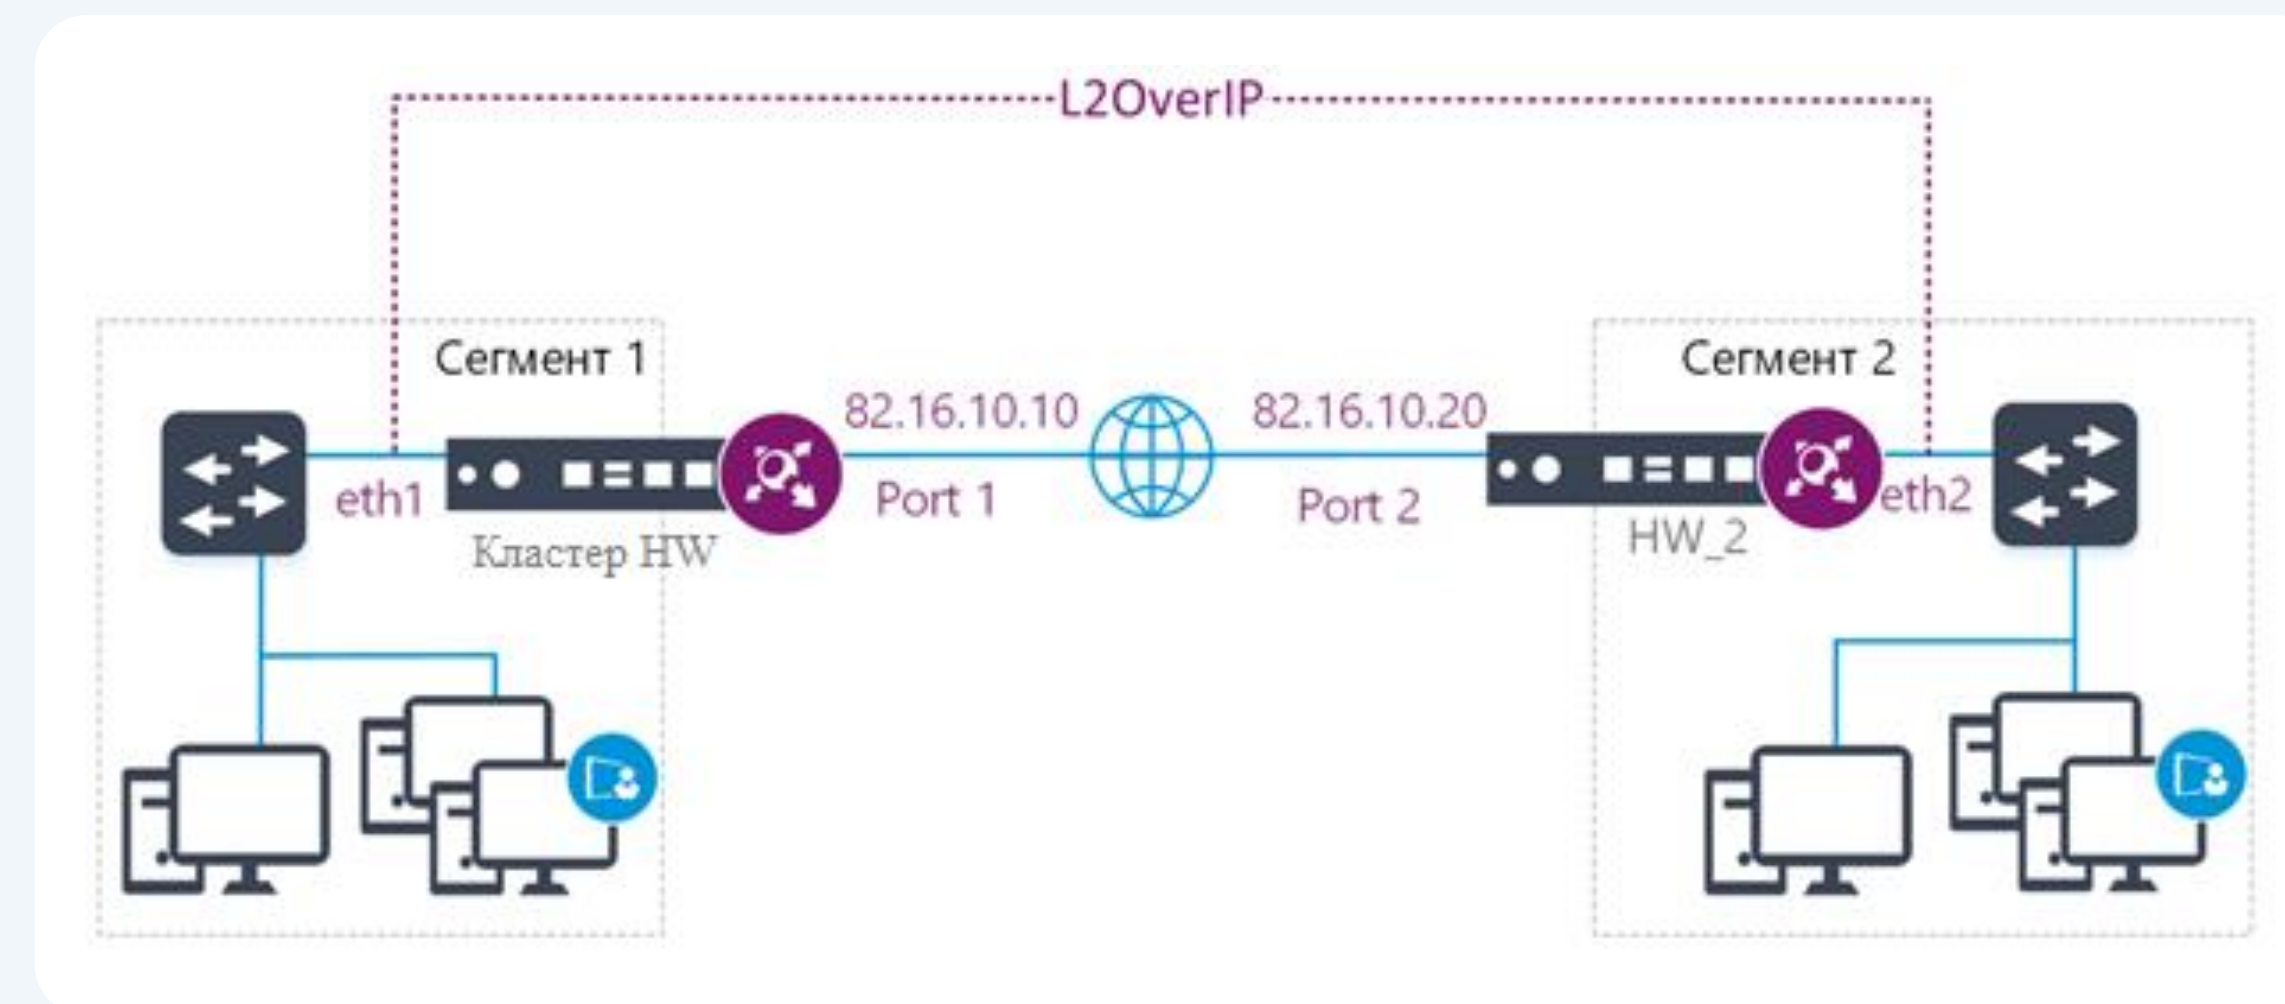 L2OverIP
Сегмент 1
Сегмент 2
82.16.10.10
82.16.10.20
eth1
Port 1
Port 2
eth2
Кластер HW
HW_2